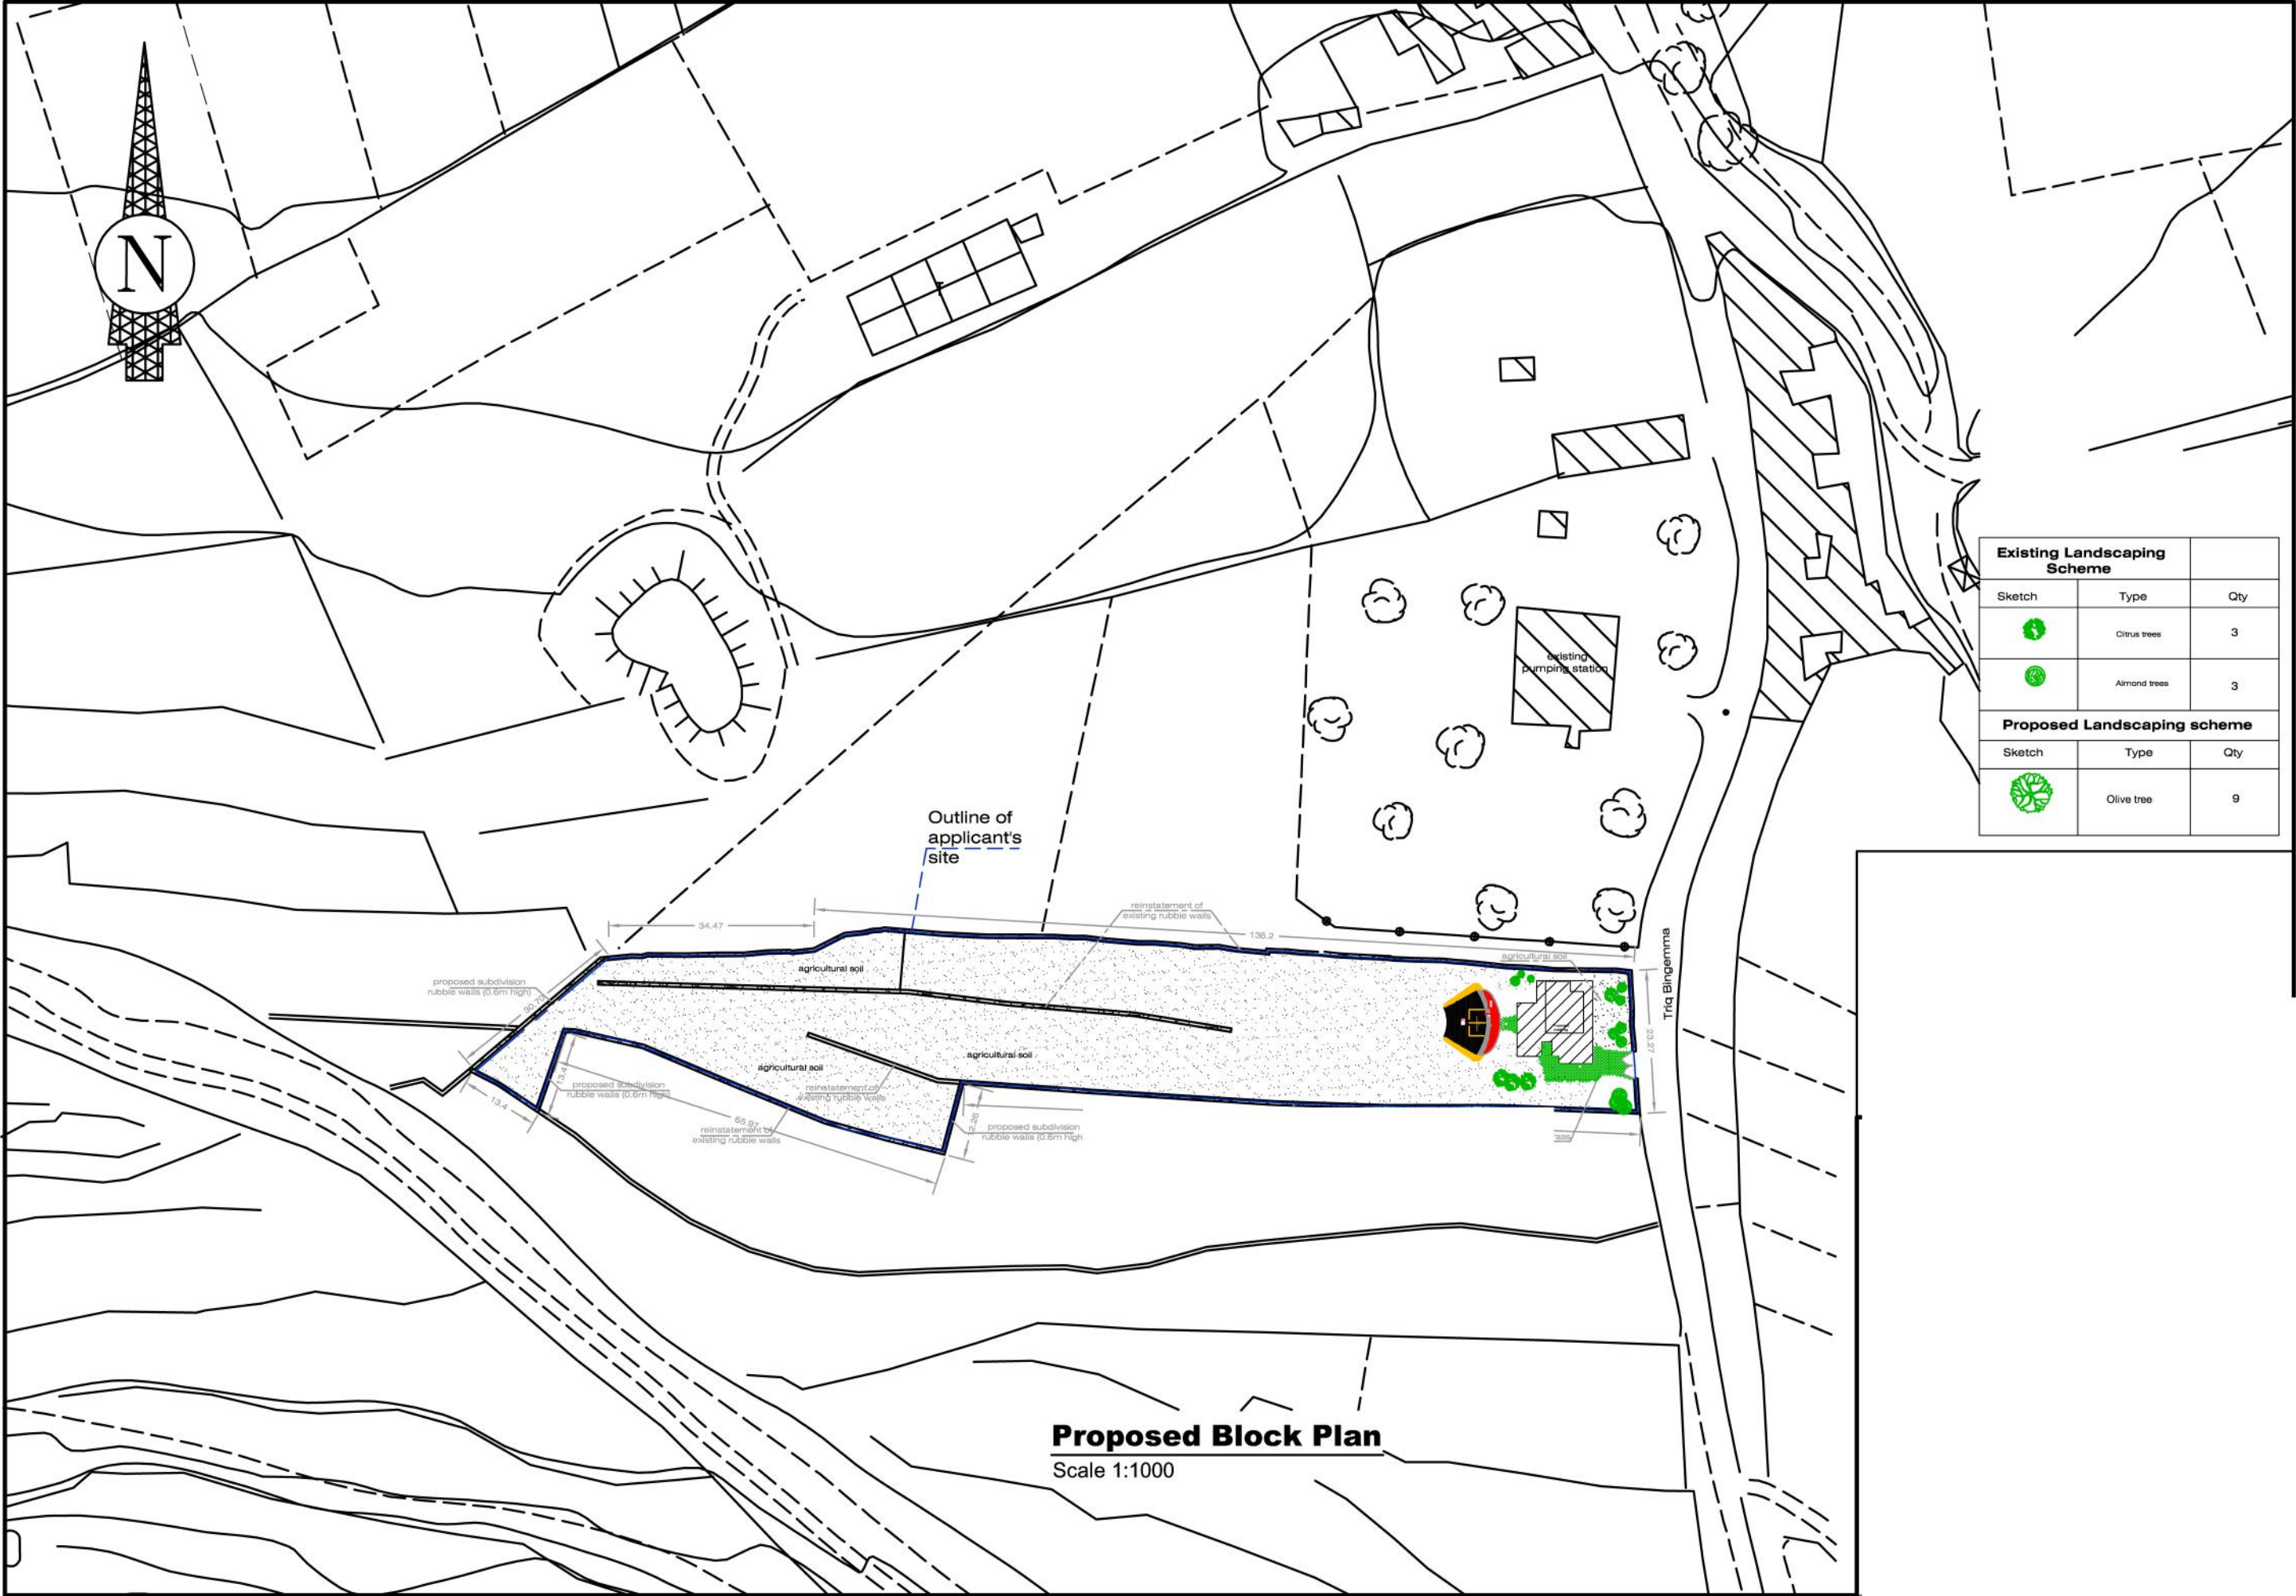 N
Existing Landscaping
Scheme
Sketch Type Qty
Citrus trees 3
Almond trees 3
Proposed Landscaping scheme
Sketch Type Qty
Olive tree 9
existing
pumping station
T
Outline of
applicant's
site
reinstatement of
existing rubble walls
34.47
136.2
agricultural soil
agricultural soil
Triq Bingemma
proposed subdivision
rubble walls (0.6m high)
23.27
agricultural soil
agricultural soil
proposed subdivision
rubble walls (0.6m high)
13.4
13.4
reinstatement of
existing rubble walls
65.97
reinstatement of
existing rubble walls
proposed subdivision
rubble walls (0.6m high
Proposed Block Plan
Scale 1:1000